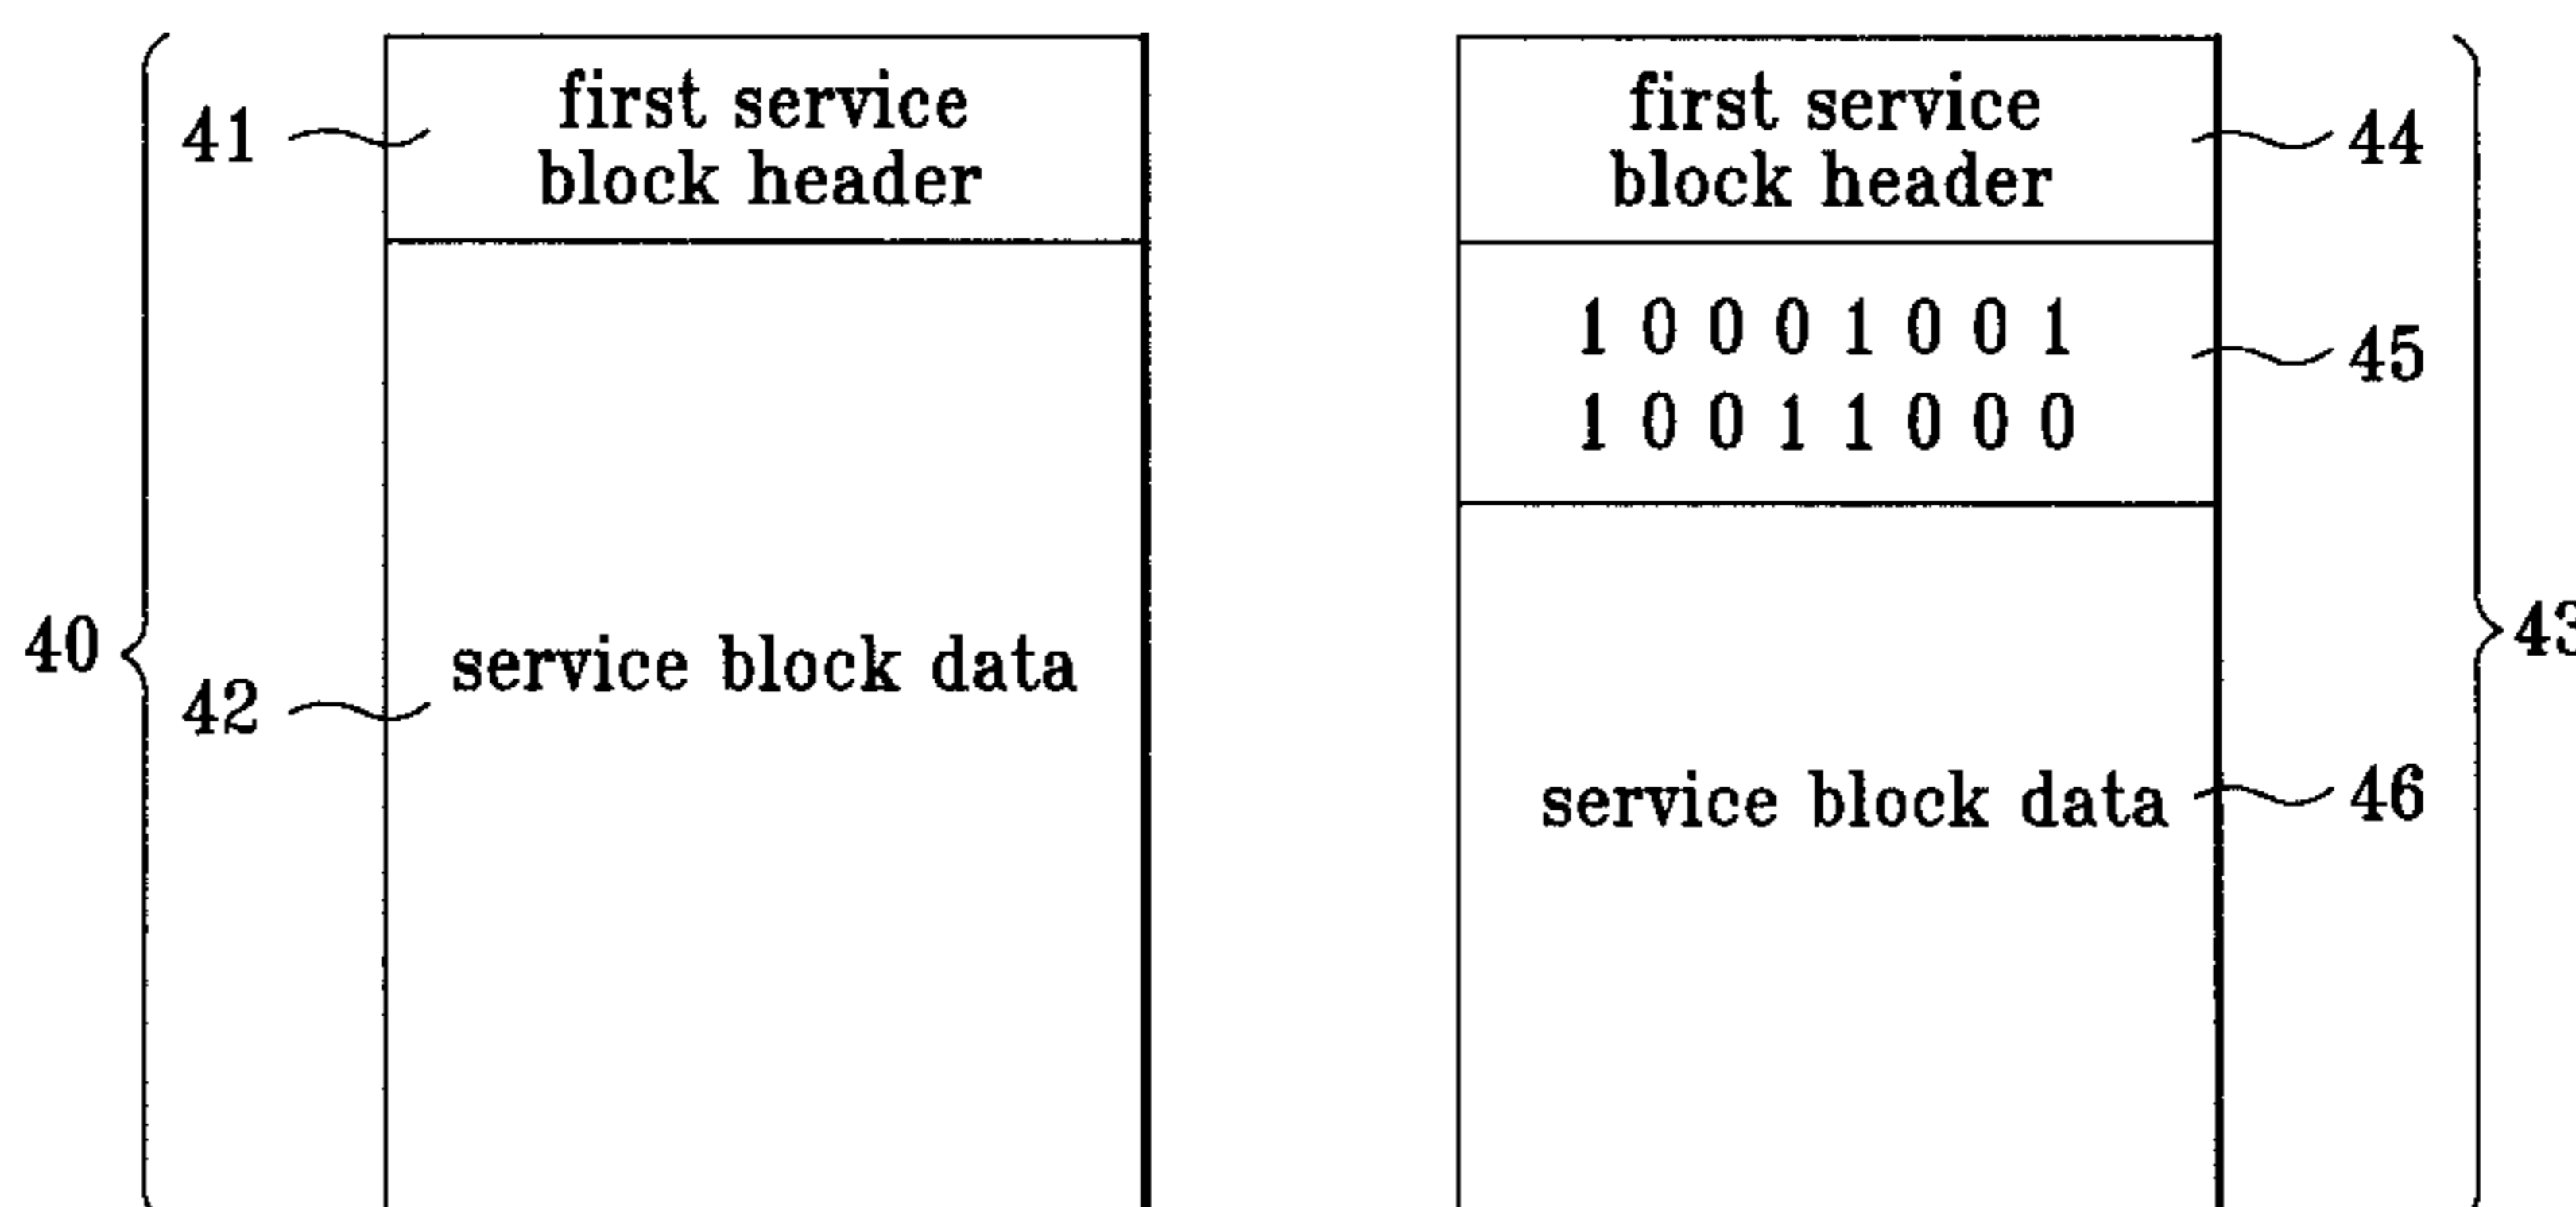 41
first service
block header
40
42
service block data
first service
block header
44
1 0 0 0 1 0 0 1
1 0 0 1 1 0 0 0
45
service block data
46
43